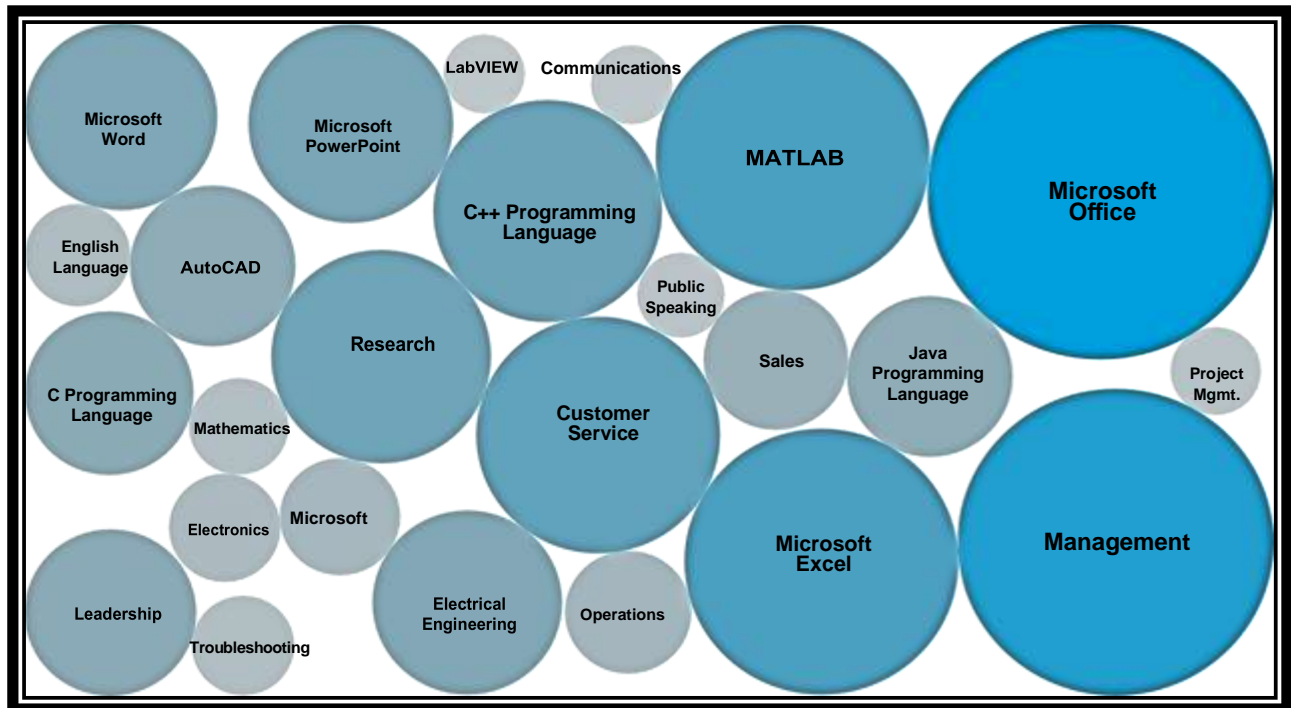 LabVIEW
Communications
Microsoft
Word
Microsoft
PowerPoint
MATLAB
Microsoft
Office
C++ Programming
Language
English
Language
AutoCAD
Public
Speaking
Research
Sales
Java
Programming
Language
Project
Mgmt.
C Programming
Language
Mathematics
Customer
Service
Electronics
Microsoft
Microsoft
Excel
Management
Leadership
Troubleshooting
Electrical
Engineering
Operations